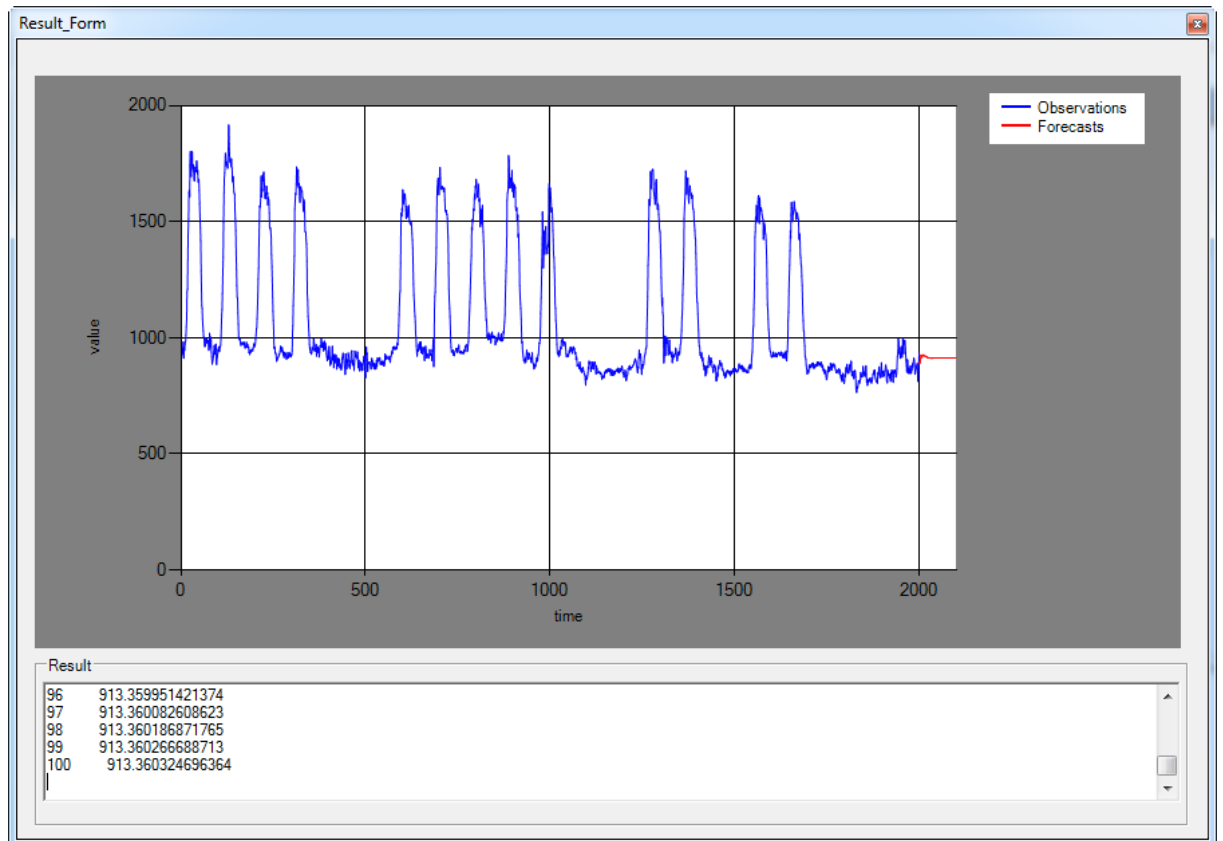 Result_Form
2000
1500
1000
500
0
value
0 500 1000 1500 2000
time
Observations
Forecasts
Result
96 913.359951421374
97 913.360082608623
98 913.360186871765
99 913.360266688713
100 913.360324696364